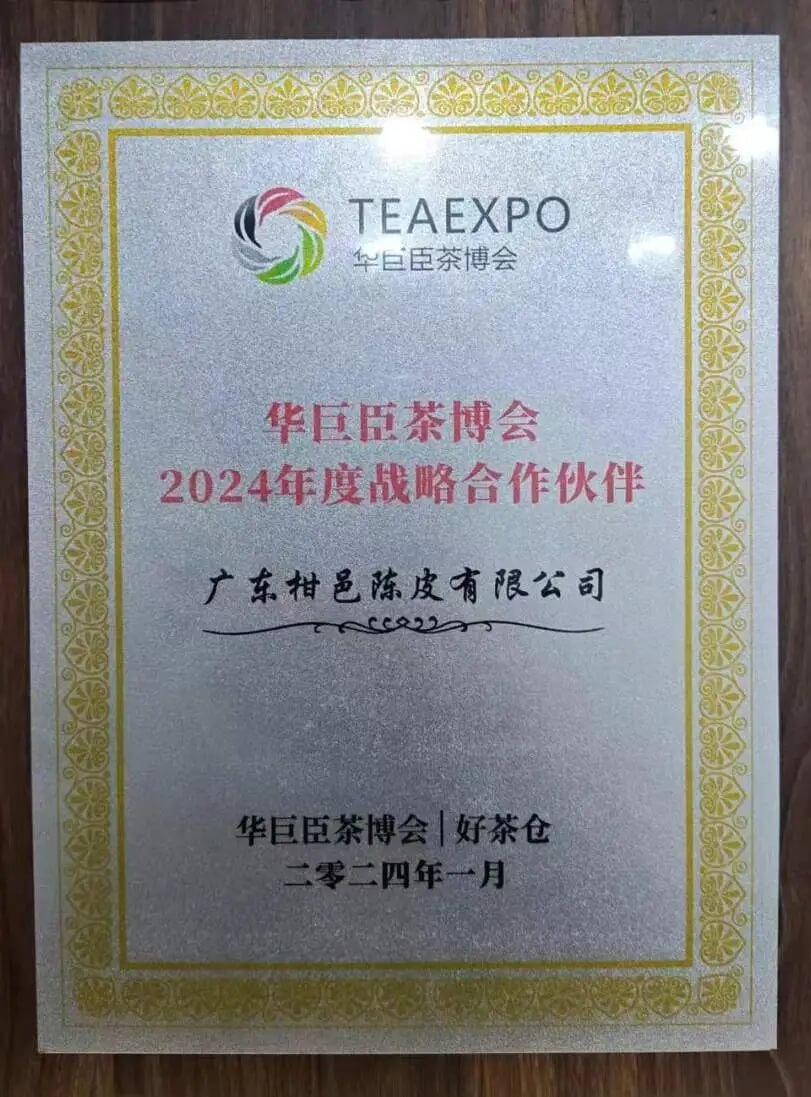 TEAEXPO
华巨臣茶博会
华巨臣茶博会
2024年度战略合作伙伴
广东柑邑陈皮有限公司
华巨臣茶博会|好茶仓
二零二四年一月